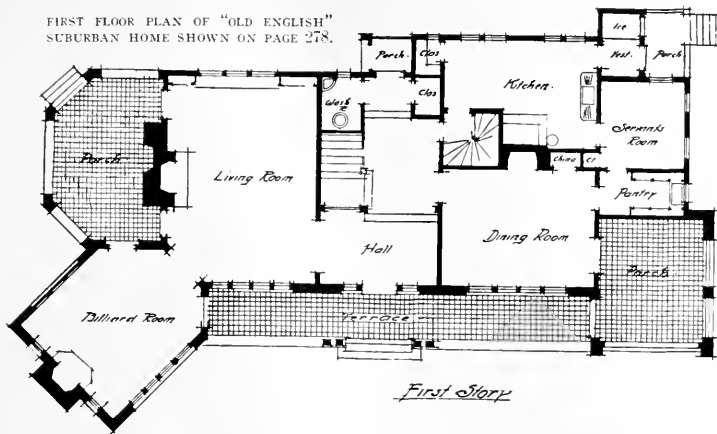 FIRST FLOOR PLAN OF "OLD ENGLISH"
SUBURBAN HOME SHOWN ON PAGE 278.
Ice
Porch
Clos
Vest.
Porch
Kitchen
Clos
Wash
Porch
Servants
Room
Living Room
China
Cl
Pantry
Hall
Dining Room
Porch
Billiard Room
Terrace
First Story